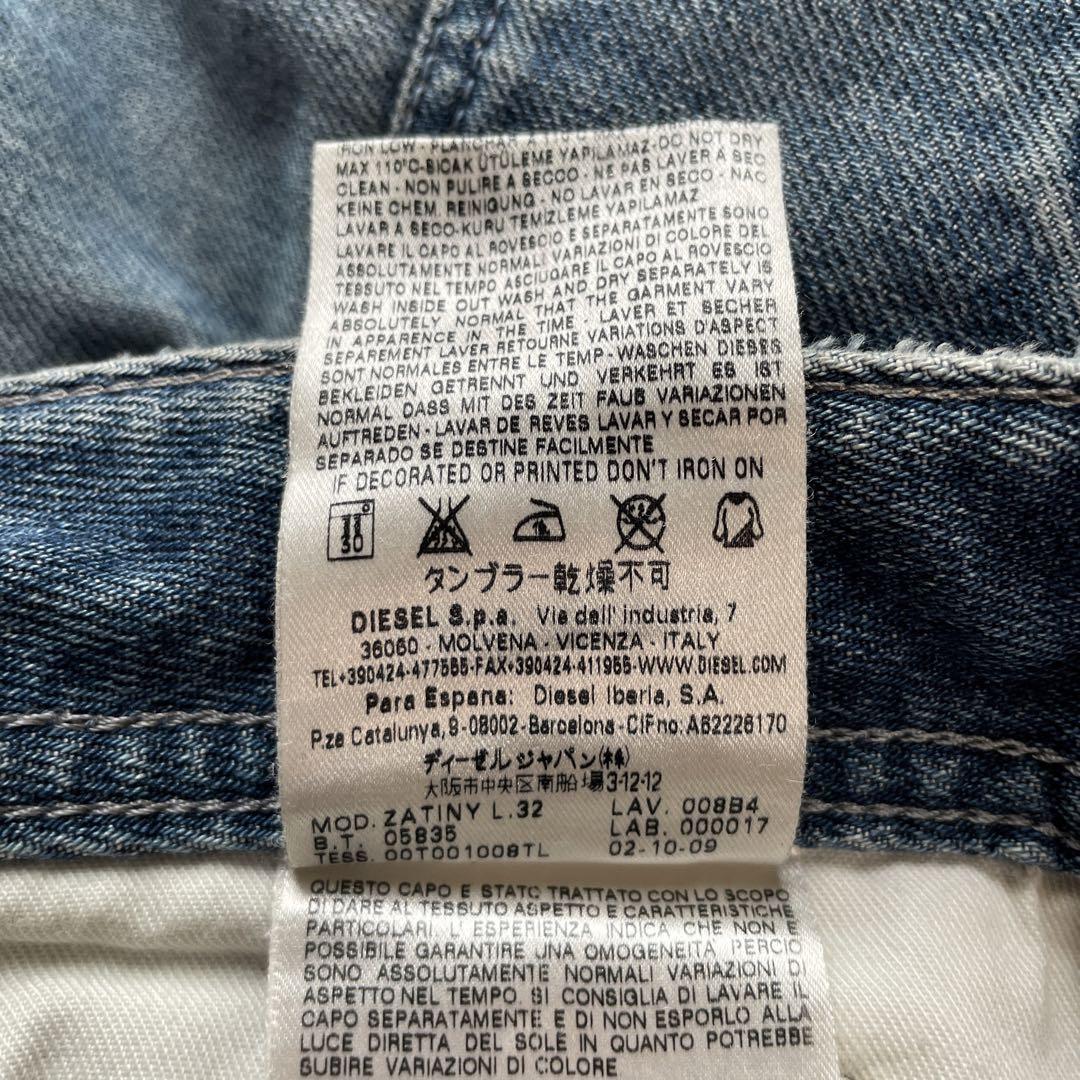 IRON LOW - PLANCHAR
MAX 110°C-SICAK ÜTÜLEME YAPILAMAZ-DO NOT DRY
CLEAN - NON PULIRE A SECCO - NE PAS LAVER A SEC
KEINE CHEM. REINIGUNG - NO LAVAR EN SECO - NAO
LAVAR A SECO-KURU TEMİZLEME YAPILAMAZ
LAVARE IL CAPO AL ROVESCIO E SEPARATAMENTE SONO
ASSOLUTAMENTE NORMALI VARIAZIONI DI COLORE DEL
TESSUTO NEL TEMPO ASCIUGARE IL CAPO AL ROVESCIO
WASH INSIDE OUT WASH AND DRY SEPARATELY IS
ABSOLUTELY NORMAL THAT THE GARMENT VARY
IN APPARENCE IN THE TIME - LAVER ET SECHER
SEPAREMENT LAVER RETOURNE VARIATIONS D'ASPECT
SONT NORMALES ENTRE LE TEMP - WASCHEN DIESES
BEKLEIDEN GETRENNT UND VERKEHRT ES IST
NORMAL DASS MIT DES ZEIT FAUB VARIAZIONEN
AUFTREDEN - LAVAR DE REVES LAVAR Y SECAR POR
SEPARADO SE DESTINE FACILMENTE
IF DECORATED OR PRINTED DON'T IRON ON
30°
タンブラー乾燥不可
DIESEL S.p.a. Via dell' industria, 7
36060 - MOLVENA - VICENZA - ITALY
TEL+390424-477555-FAX+390424-411955-WWW.DIESEL.COM
Para Espana: Diesel Iberia, S.A.
P.za Catalunya, 9-08002-Barcelona-CIF no. A62226170
ディーゼルジャパン(株)
大阪市中央区南船場3-12-12
MOD. ZATINY L.32 LAV. 008B4
B.T. 05835 LAB. 000017
TESS. 00T001008TL 02-10-09
QUESTO CAPO E STATO TRATTATO CON LO SCOPO
DI DARE AL TESSUTO ASPETTO E CARATTERISTICHE
PARTICOLARI. L' ESPERIENZA INDICA CHE NON E
POSSIBILE GARANTIRE UNA OMOGENEITA PERCIO
SONO ASSOLUTAMENTE NORMALI VARIAZIONI DI
ASPETTO NEL TEMPO. SI CONSIGLIA DI LAVARE IL
CAPO SEPARATAMENTE E DI NON ESPORLO ALLA
LUCE DIRETTA DEL SOLE IN QUANTO POTREBBE
SUBIRE VARIAZIONI DI COLORE